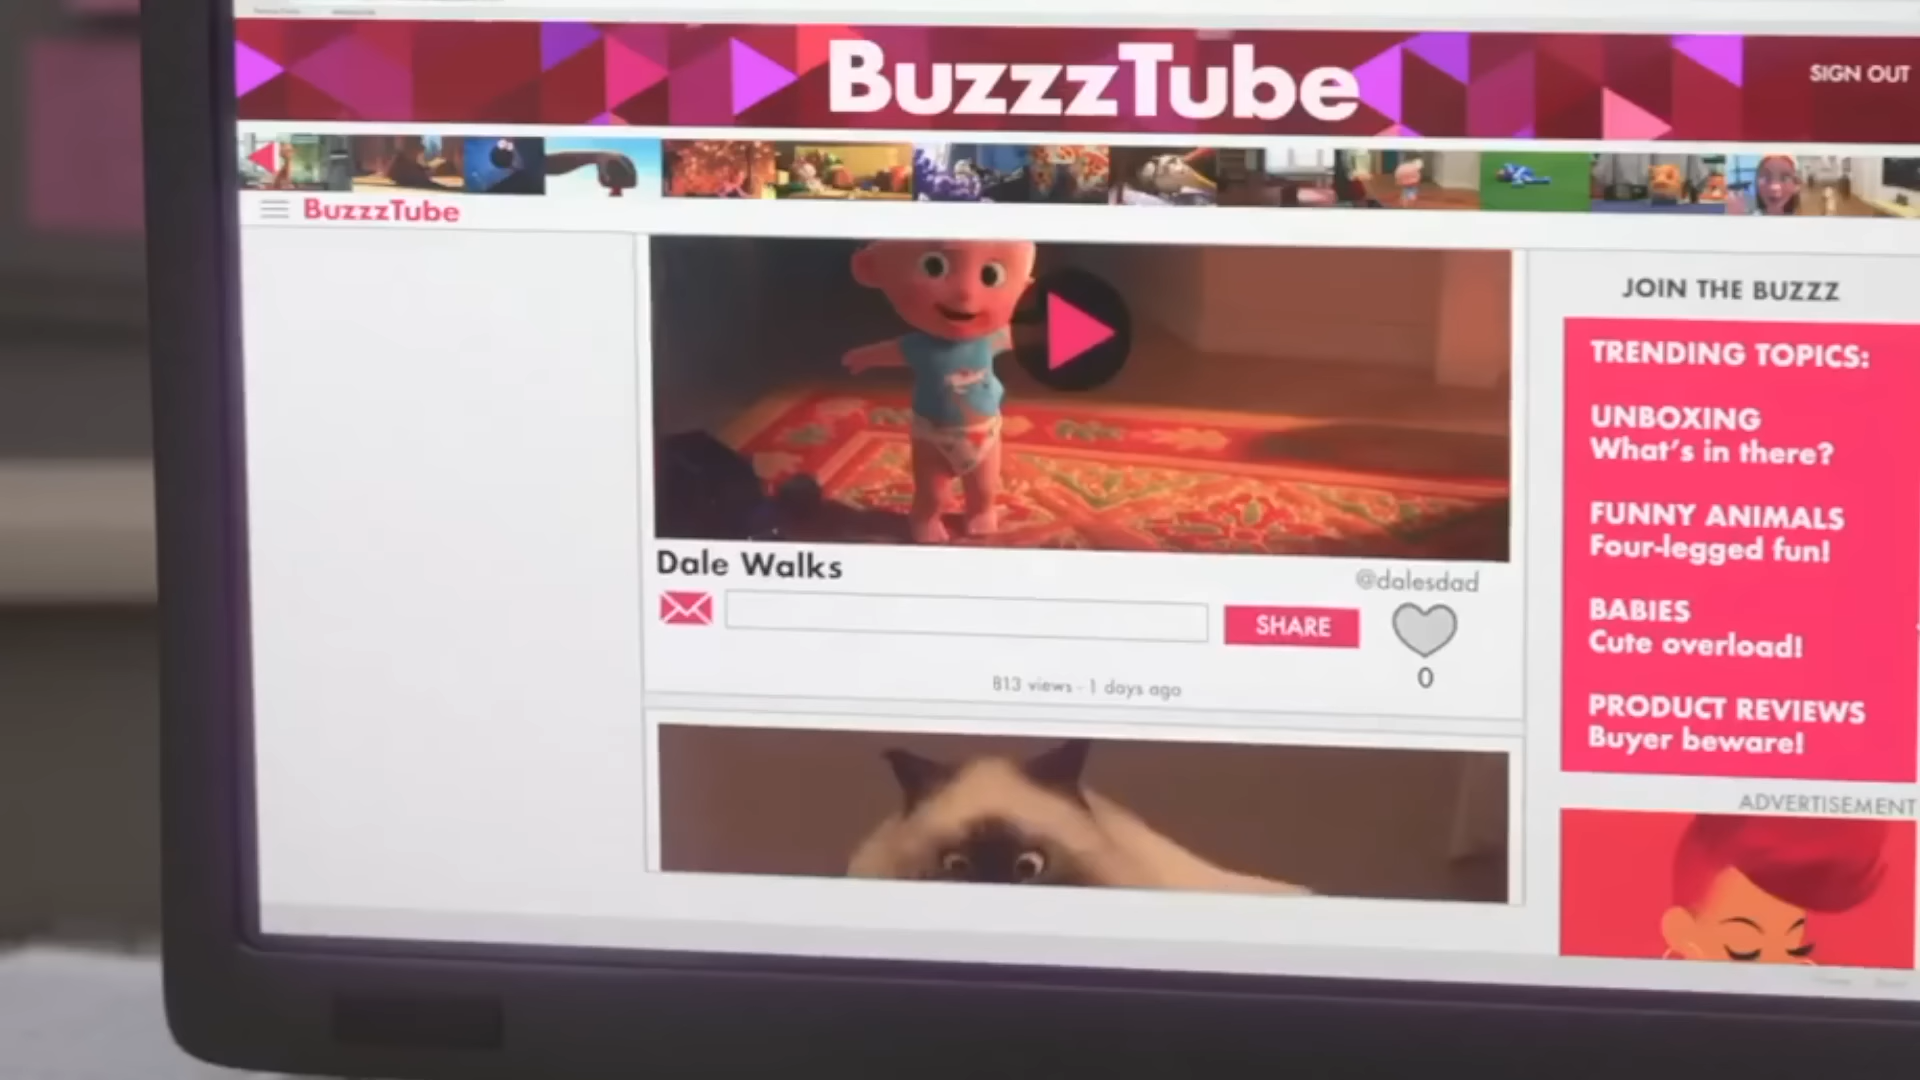 BuzzzTube
SIGN OUT
BuzzzTube
JOIN THE BUZZZ
TRENDING TOPICS:
UNBOXING
What's in there?
FUNNY ANIMALS
Four-legged fun!
BABIES
Cute overload!
PRODUCT REVIEWS
Buyer beware!
Dale Walks
@dalesdad
SHARE
0
813 views - 1 days ago
ADVERTISEMENT